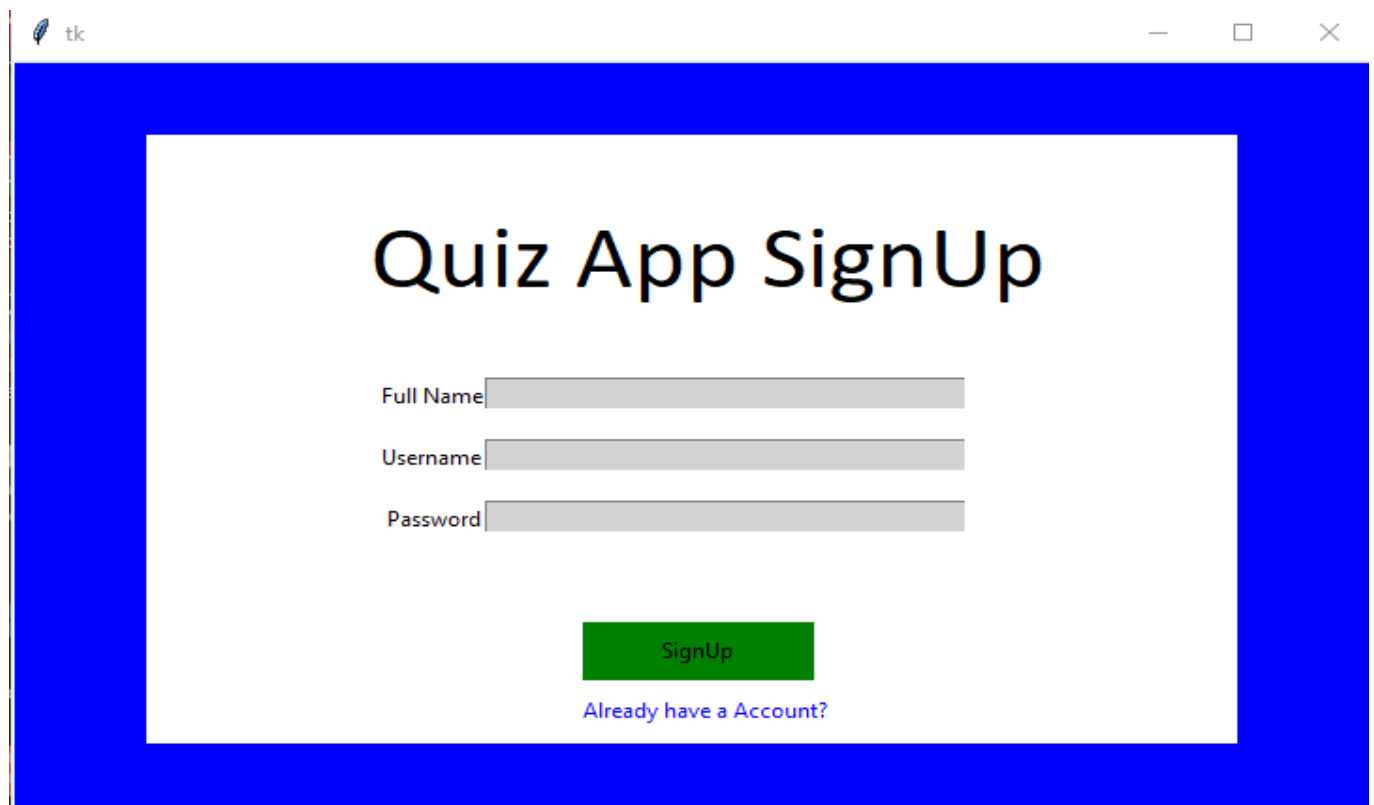 tk
Quiz App SignUp
Full Name
Username
Password
SignUp
Already have a Account?